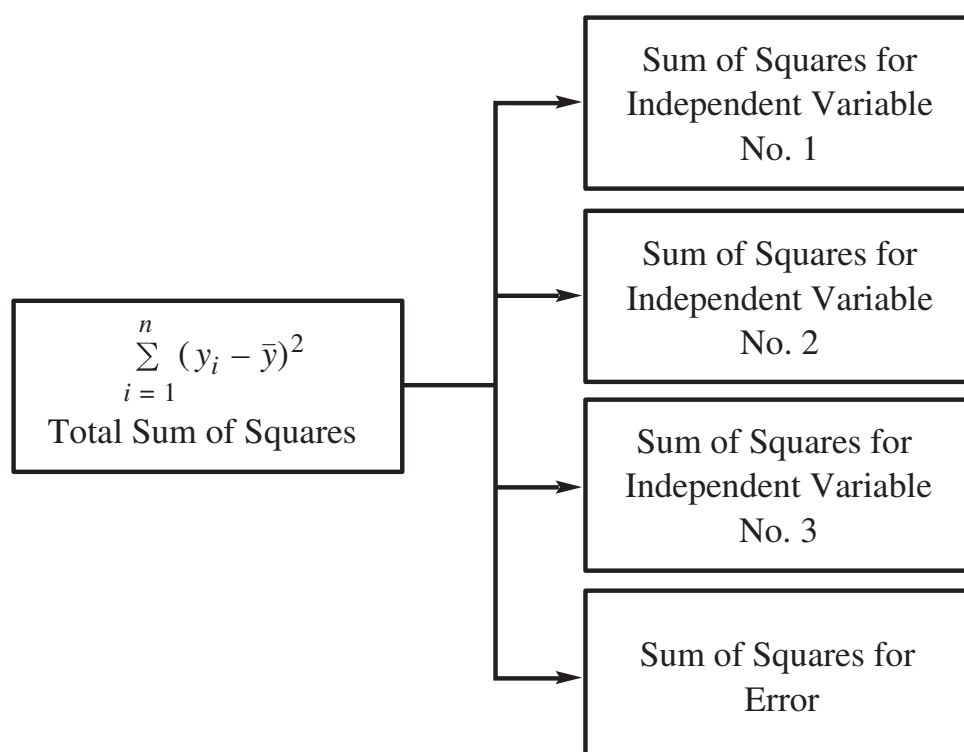 Sum of Squares for
Independent Variable
No. 1
Sum of Squares for
Independent Variable
No. 2
n
∑ (y_i – ȳ)²
i = 1
Total Sum of Squares
Sum of Squares for
Independent Variable
No. 3
Sum of Squares for
Error